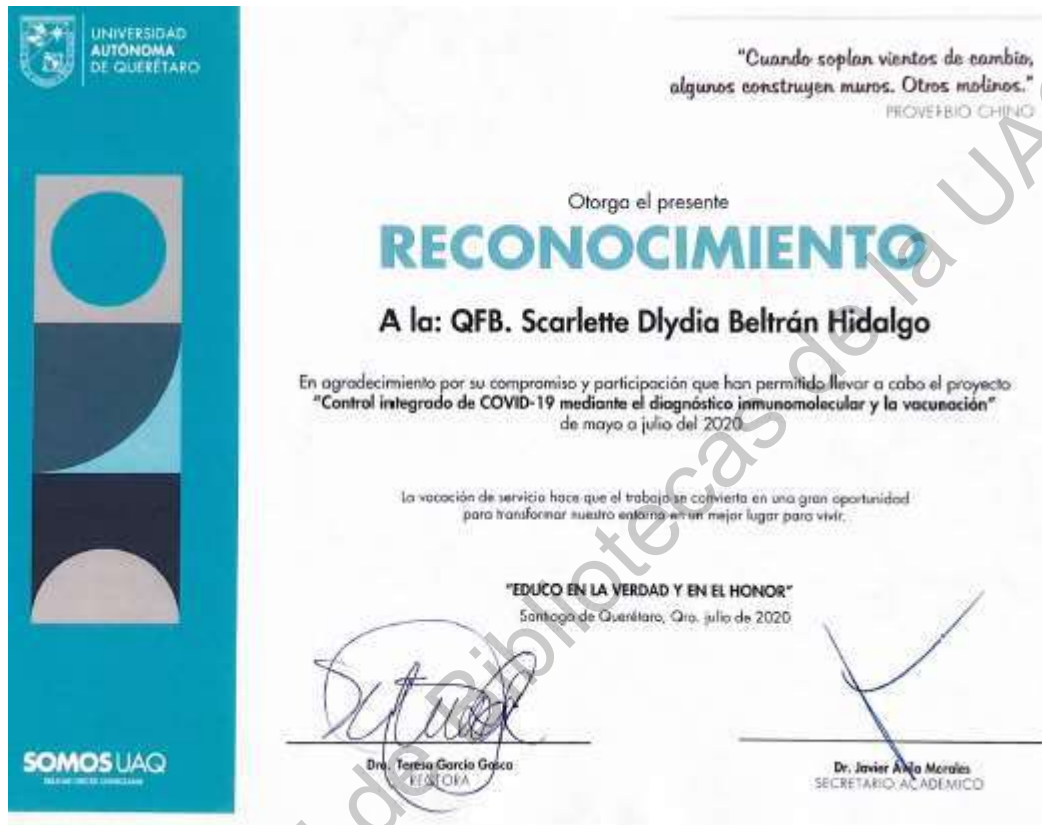 UNIVERSIDAD
AUTÓNOMA
DE QUERÉTARO
"Cuando soplan vientos de cambio,
algunos construyen muros. Otros molinos."
PROVERBIO CHINO
Otorga el presente
RECONOCIMIENTO
A la: QFB. Scarlette Dlydia Beltrán Hidalgo
En agradecimiento por su compromiso y participación que han permitido llevar a cabo el proyecto
"Control integrado de COVID-19 mediante el diagnóstico inmunomolecular y la vacunación"
de mayo a julio del 2020
La vocación de servicio hace que el trabajo se convierta en una gran oportunidad
para transformar nuestro entorno en un mejor lugar para vivir.
"EDUCO EN LA VERDAD Y EN EL HONOR"
Santiago de Querétaro, Qro. julio de 2020
Dra. Teresa García Gasca
RECTORA
Dr. Javier Ávila Morales
SECRETARIO ACADÉMICO
SOMOS UAQ
de Bibliotecas de la UA